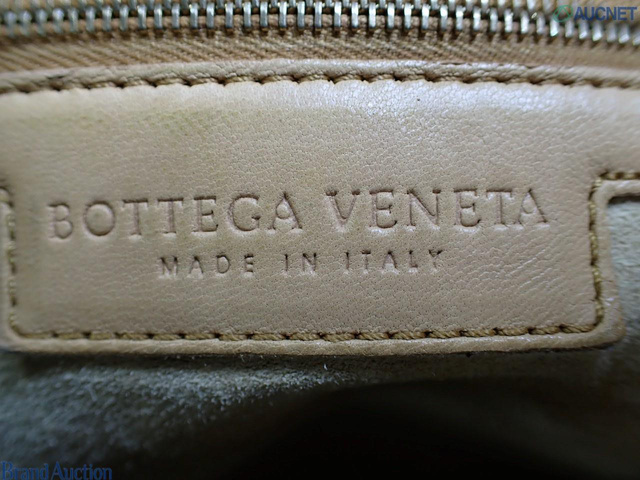 AUCNET
BOTTEGA VENETA
MADE IN ITALY
Brand Auction